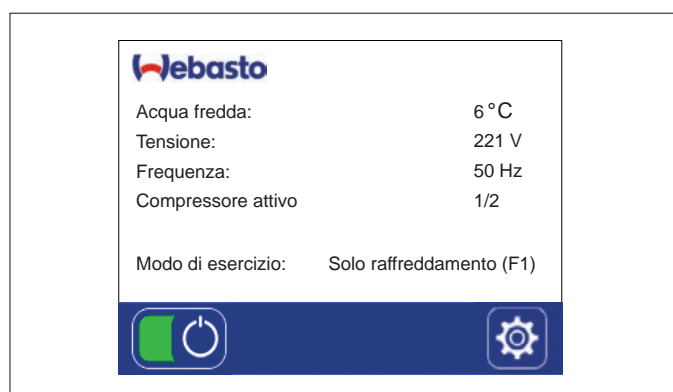 Webasto
Acqua fredda: 6 °C
Tensione: 221 V
Frequenza: 50 Hz
Compressore attivo 1/2
Modo di esercizio: Solo raffreddamento (F1)